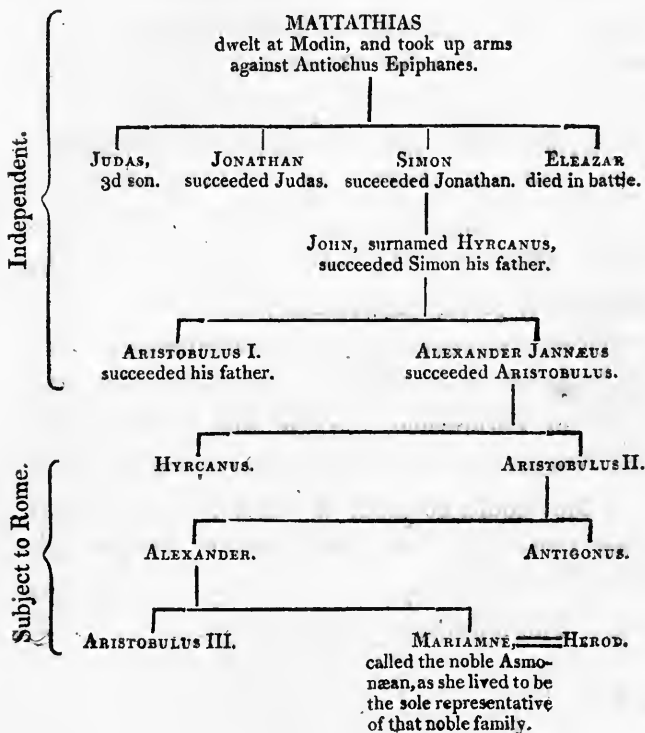 MATTATHIAS
dwelt at Modin, and took up arms
against Antiochus Epiphanes.
Independent.
JUDAS,
3d son.
JONATHAN
succeeded Judas.
SIMON
succeeded Jonathan.
ELEAZAR
died in battle.
JOHN, surnamed HYRCANUS,
succeeded Simon his father.
ARISTOBULUS I.
succeeded his father.
ALEXANDER JANNÆUS
succeeded ARISTOBULUS.
Subject to Rome.
HYRCANUS.
ARISTOBULUS II.
ALEXANDER.
ANTIGONUS.
ARISTOBULUS III.
MARIAMNE, HEROD.
called the noble Asmo-
næan, as she lived to be
the sole representative
of that noble family.